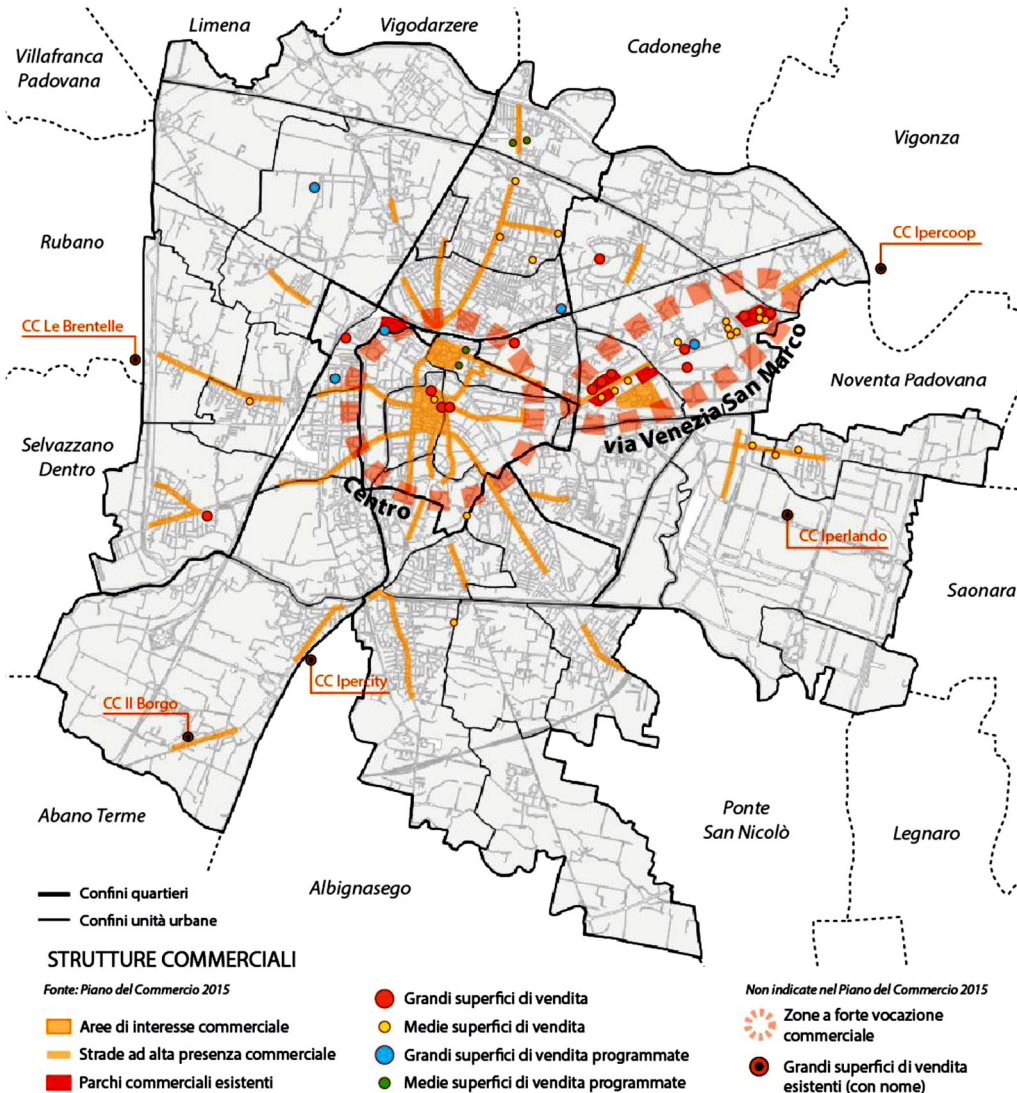 Limena
Vigodarzere
Cadoneghe
Villafranca
Padovana
Vigonza
Rubano
CC Ipercoop
CC Le Brentelle
Noventa Padovana
via Venezia/San Marco
Selvazzano
Dentro
Centro
CC Iperlando
Saonara
CC Ipercity
CC Il Borgo
Abano Terme
Ponte
San Nicolò
Legnaro
Albignasego
Confini quartieri
Confini unità urbane
STRUTTURE COMMERCIALI
Fonte: Piano del Commercio 2015
Aree di interesse commerciale
Strade ad alta presenza commerciale
Parchi commerciali esistenti
Grandi superfici di vendita
Medie superfici di vendita
Grandi superfici di vendita programmate
Medie superfici di vendita programmate
Non indicate nel Piano del Commercio 2015
Zone a forte vocazione
commerciale
Grandi superfici di vendita
esistenti (con nome)